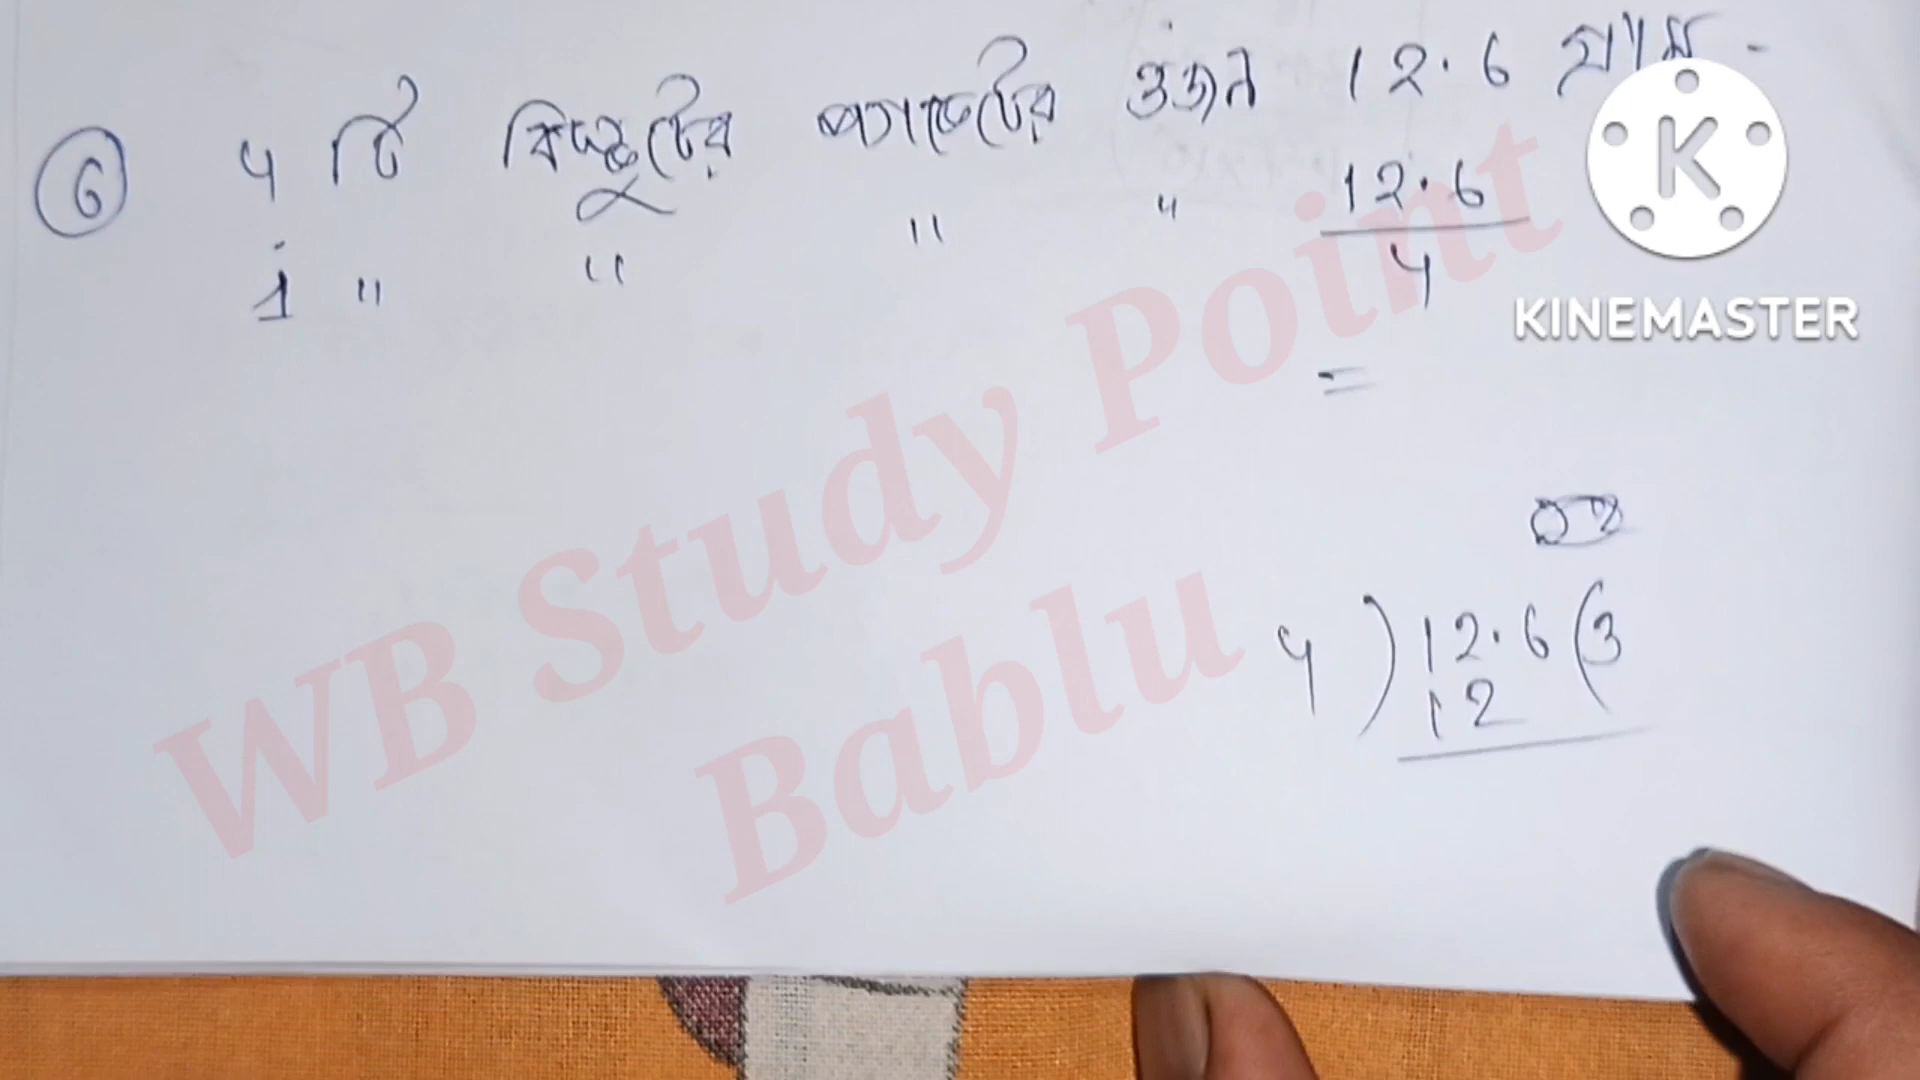 6 4 টি বিস্কুটের প্যাকেটের ওজন 12.6 গ্রাম
1 " " " " 12.6
4
=
4 ) 12.6 ( 3
12
KINEMASTER
WB Study Point
Bablu